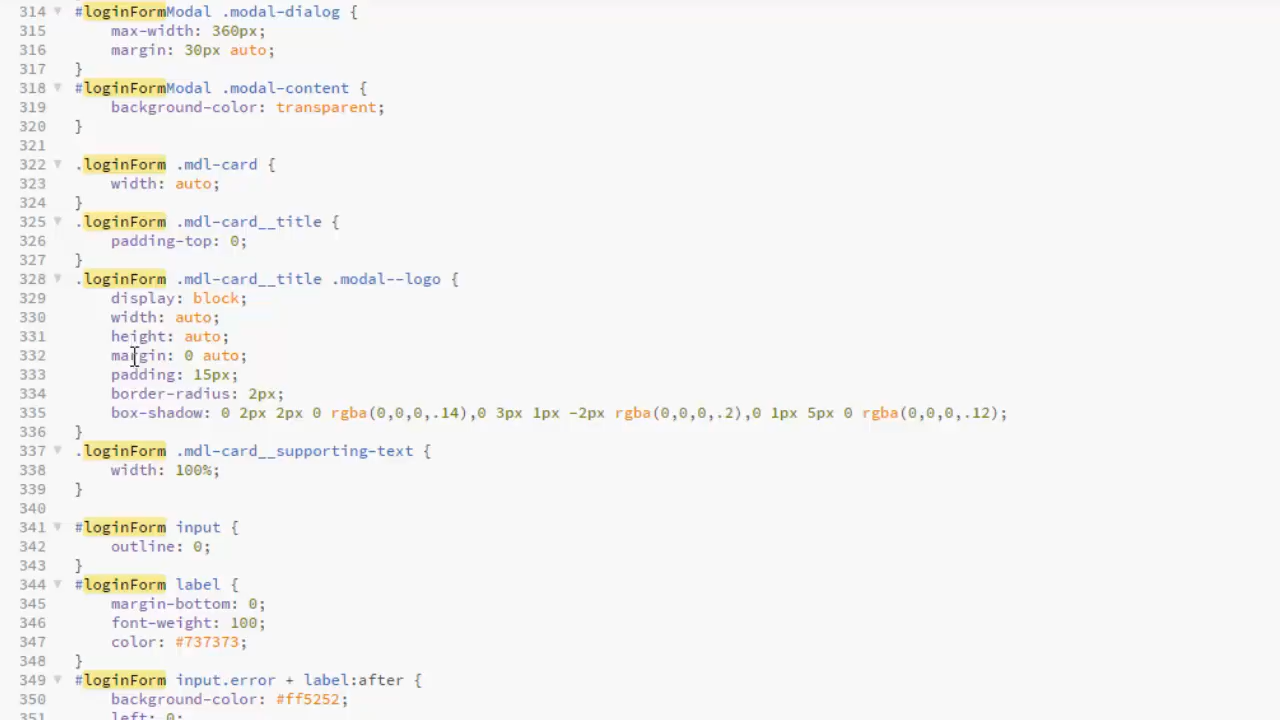 314 #loginFormModal .modal-dialog {
315 max-width: 360px;
316 margin: 30px auto;
317 }
318 #loginFormModal .modal-content {
319 background-color: transparent;
320 }
321
322 .loginForm .mdl-card {
323 width: auto;
324 }
325 .loginForm .mdl-card__title {
326 padding-top: 0;
327 }
328 .loginForm .mdl-card__title .modal--logo {
329 display: block;
330 width: auto;
331 height: auto;
332 margin: 0 auto;
333 padding: 15px;
334 border-radius: 2px;
335 box-shadow: 0 2px 2px 0 rgba(0,0,0,.14),0 3px 1px -2px rgba(0,0,0,.2),0 1px 5px 0 rgba(0,0,0,.12);
336 }
337 .loginForm .mdl-card__supporting-text {
338 width: 100%;
339 }
340
341 #loginForm input {
342 outline: 0;
343 }
344 #loginForm label {
345 margin-bottom: 0;
346 font-weight: 100;
347 color: #737373;
348 }
349 #loginForm input.error + label:after {
350 background-color: #ff5252;
351 left: 0;